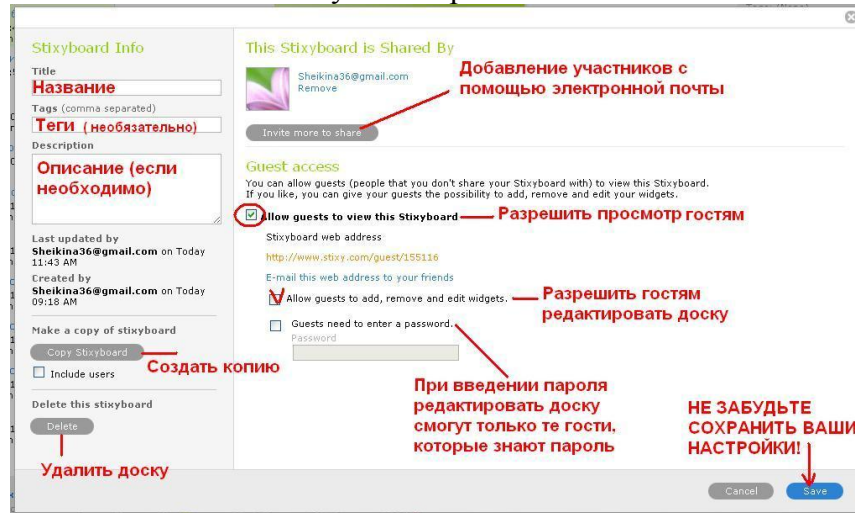 Stixyboard Info
Title
Название
Tags (comma separated)
Теги ( необязательно)
Description
Описание (если
необходимо)
Last updated by
Sheikina36@gmail.com on Today
11:43 AM
Created by
Sheikina36@gmail.com on Today
09:18 AM
Make a copy of stixyboard
Copy Stixyboard
Создать копию
Include users
Delete this stixyboard
Delete
Удалить доску
This Stixyboard is Shared By
Sheikina36@gmail.com
Remove
Добавление участников с
помощью электронной почты
Invite more to share
Guest access
You can allow guests (people that you don't share your Stixyboard with) to view this Stixyboard.
If you like, you can give your guests the possibility to add, remove and edit your widgets.
Allow guests to view this Stixyboard
Разрешить просмотр гостям
Stixyboard web address
http://www.stixy.com/guest/155116
E-mail this web address to your friends
Allow guests to add, remove and edit widgets.
Разрешить гостям
редактировать доску
Guests need to enter a password.
Password
При введении пароля
редактировать доску
смогут только те гости,
которые знают пароль
НЕ ЗАБУДЬТЕ
СОХРАНИТЬ ВАШИ
НАСТРОЙКИ!
Cancel
Save